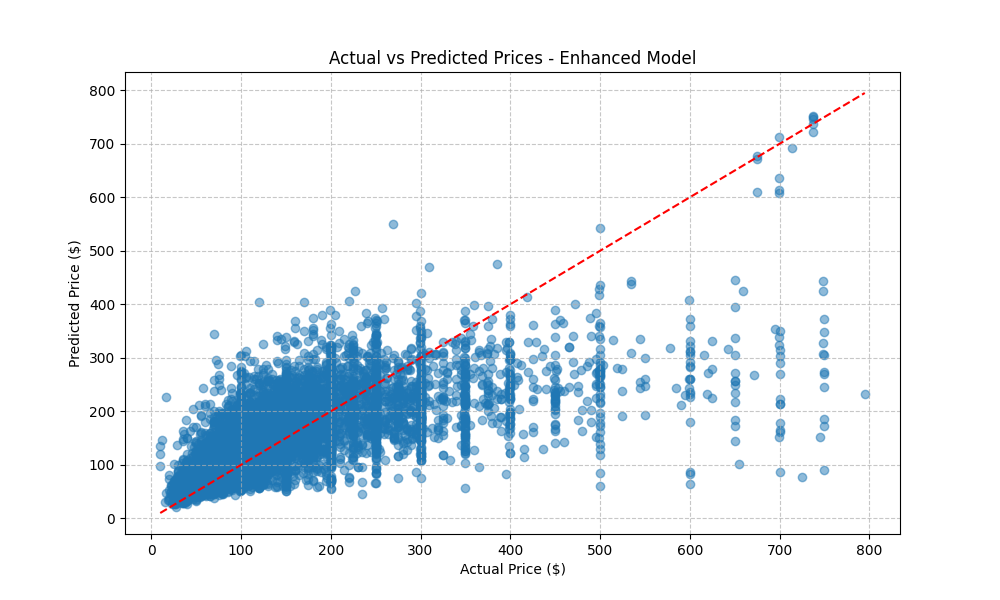 Actual vs Predicted Prices - Enhanced Model
800
700
600
500
400
300
200
100
0
Predicted Price ($)
0 100 200 300 400 500 600 700 800
Actual Price ($)